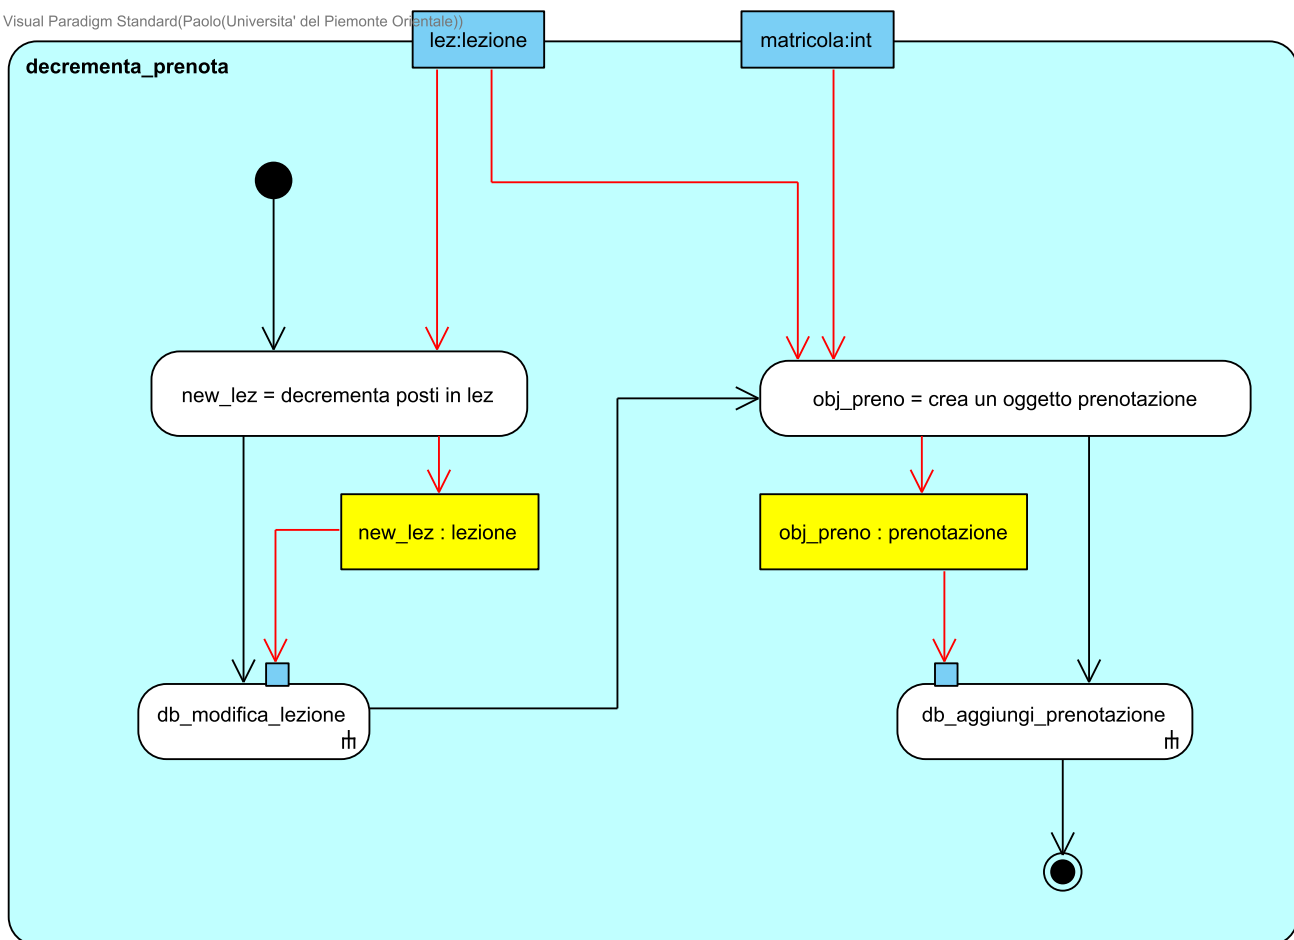 Visual Paradigm Standard(Paolo(Universita' del Piemonte Orientale))
lez:lezione
matricola:int
decrementa_prenota
new_lez = decrementa posti in lez
obj_preno = crea un oggetto prenotazione
new_lez : lezione
obj_preno : prenotazione
db_modifica_lezione
db_aggiungi_prenotazione